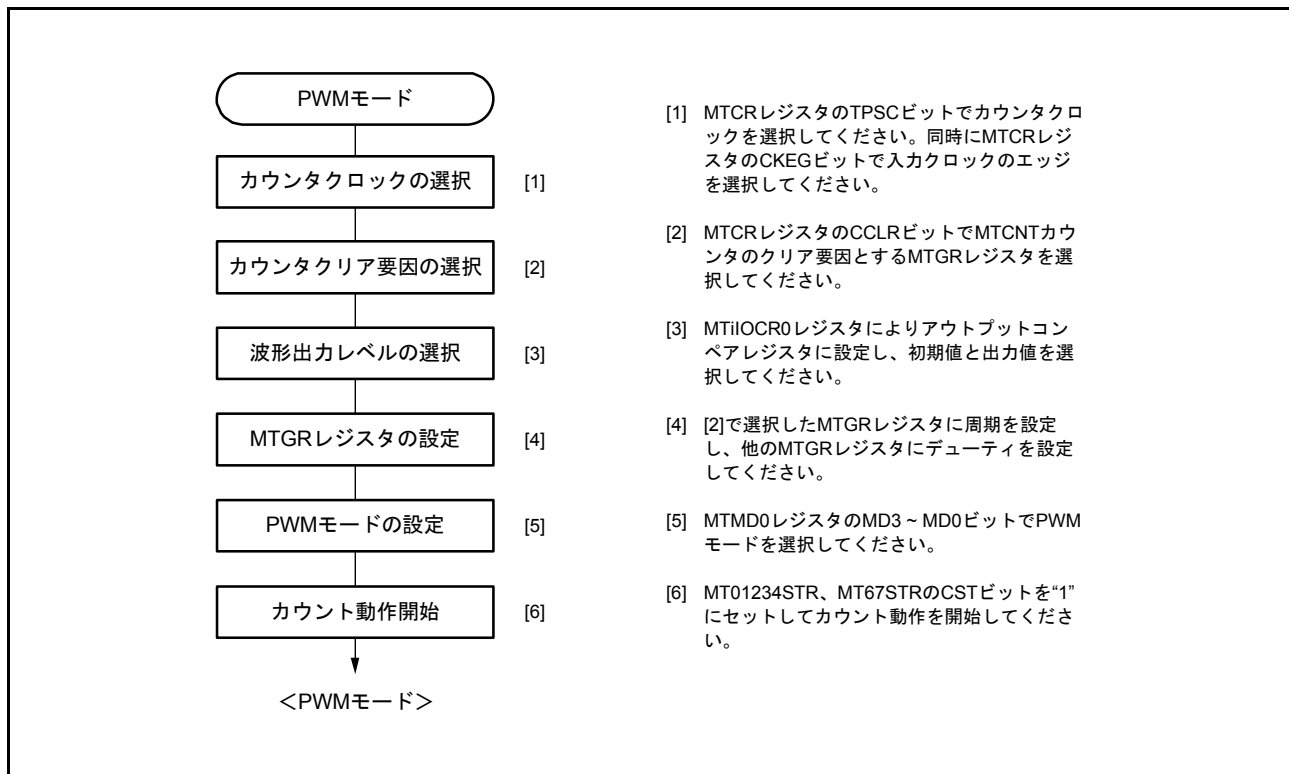 PWMモード
カウンタクロックの選択 [1]
カウンタクリア要因の選択 [2]
波形出力レベルの選択 [3]
MTGRレジスタの設定 [4]
PWMモードの設定 [5]
カウント動作開始 [6]
＜PWMモード＞
[1] MTCRレジスタのTPSCビットでカウンタクロ
ックを選択してください。同時にMTCRレジ
スタのCKEGビットで入力クロックのエッジ
を選択してください。
[2] MTCRレジスタのCCLRビットでMTCNTカウ
ンタのクリア要因とするMTGRレジスタを選
択してください。
[3] MTiIOCR0レジスタによりアウトプットコン
ペアレジスタに設定し、初期値と出力値を選
択してください。
[4] [2]で選択したMTGRレジスタに周期を設定
し、他のMTGRレジスタにデューティを設定
してください。
[5] MTMD0レジスタのMD3 ~ MD0ビットでPWM
モードを選択してください。
[6] MT01234STR、MT67STRのCSTビットを“1”
にセットしてカウント動作を開始してくださ
い。